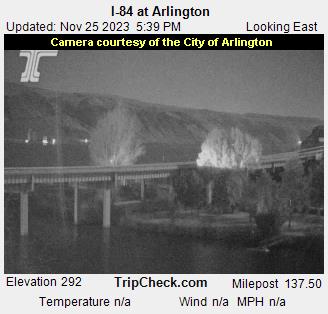 I-84 at Arlington
Updated: Nov 25 2023 5:39 PM Looking East
Camera courtesy of the City of Arlington
Elevation 292 TripCheck.com Milepost 137.50
Temperature n/a Wind n/a MPH n/a